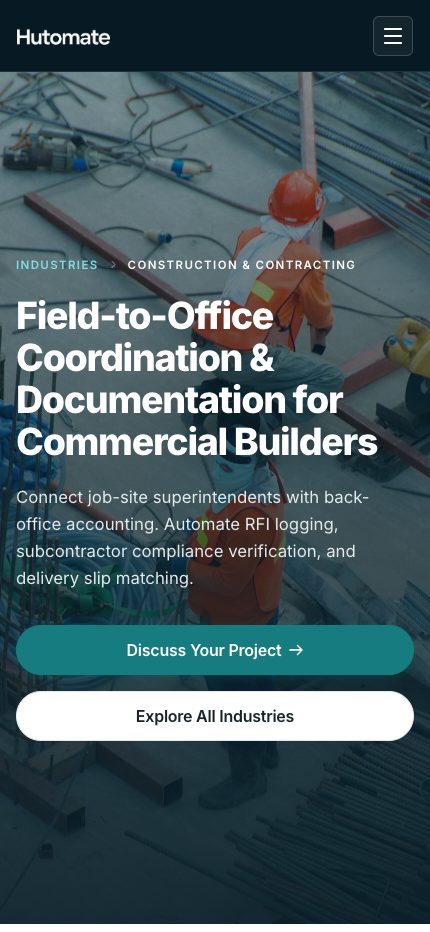 Hutomate
INDUSTRIES > CONSTRUCTION & CONTRACTING
Field-to-Office
Coordination &
Documentation for
Commercial Builders
Connect job-site superintendents with back-
office accounting. Automate RFI logging,
subcontractor compliance verification, and
delivery slip matching.
Discuss Your Project →
Explore All Industries